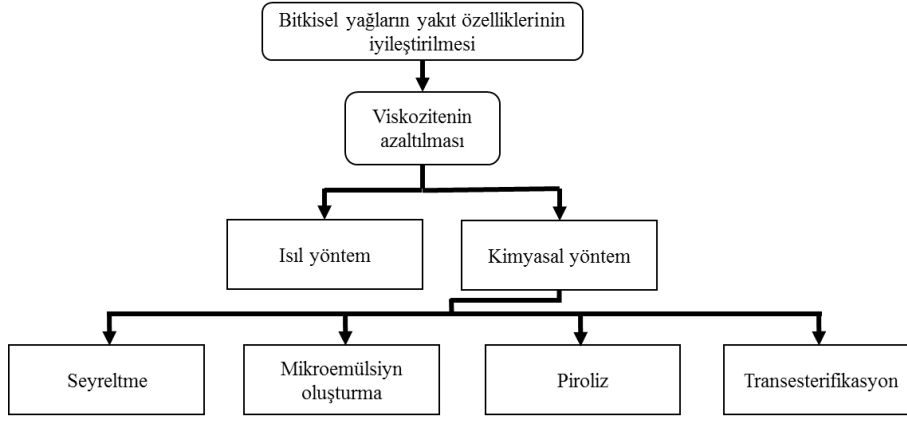 Bitkisel yağların yakıt özelliklerinin
iyileştirilmesi
Viskozitenin
azaltılması
Isıl yöntem
Kimyasal yöntem
Seyreltme
Mikroemülsiyn
oluşturma
Piroliz
Transesterifikasyon